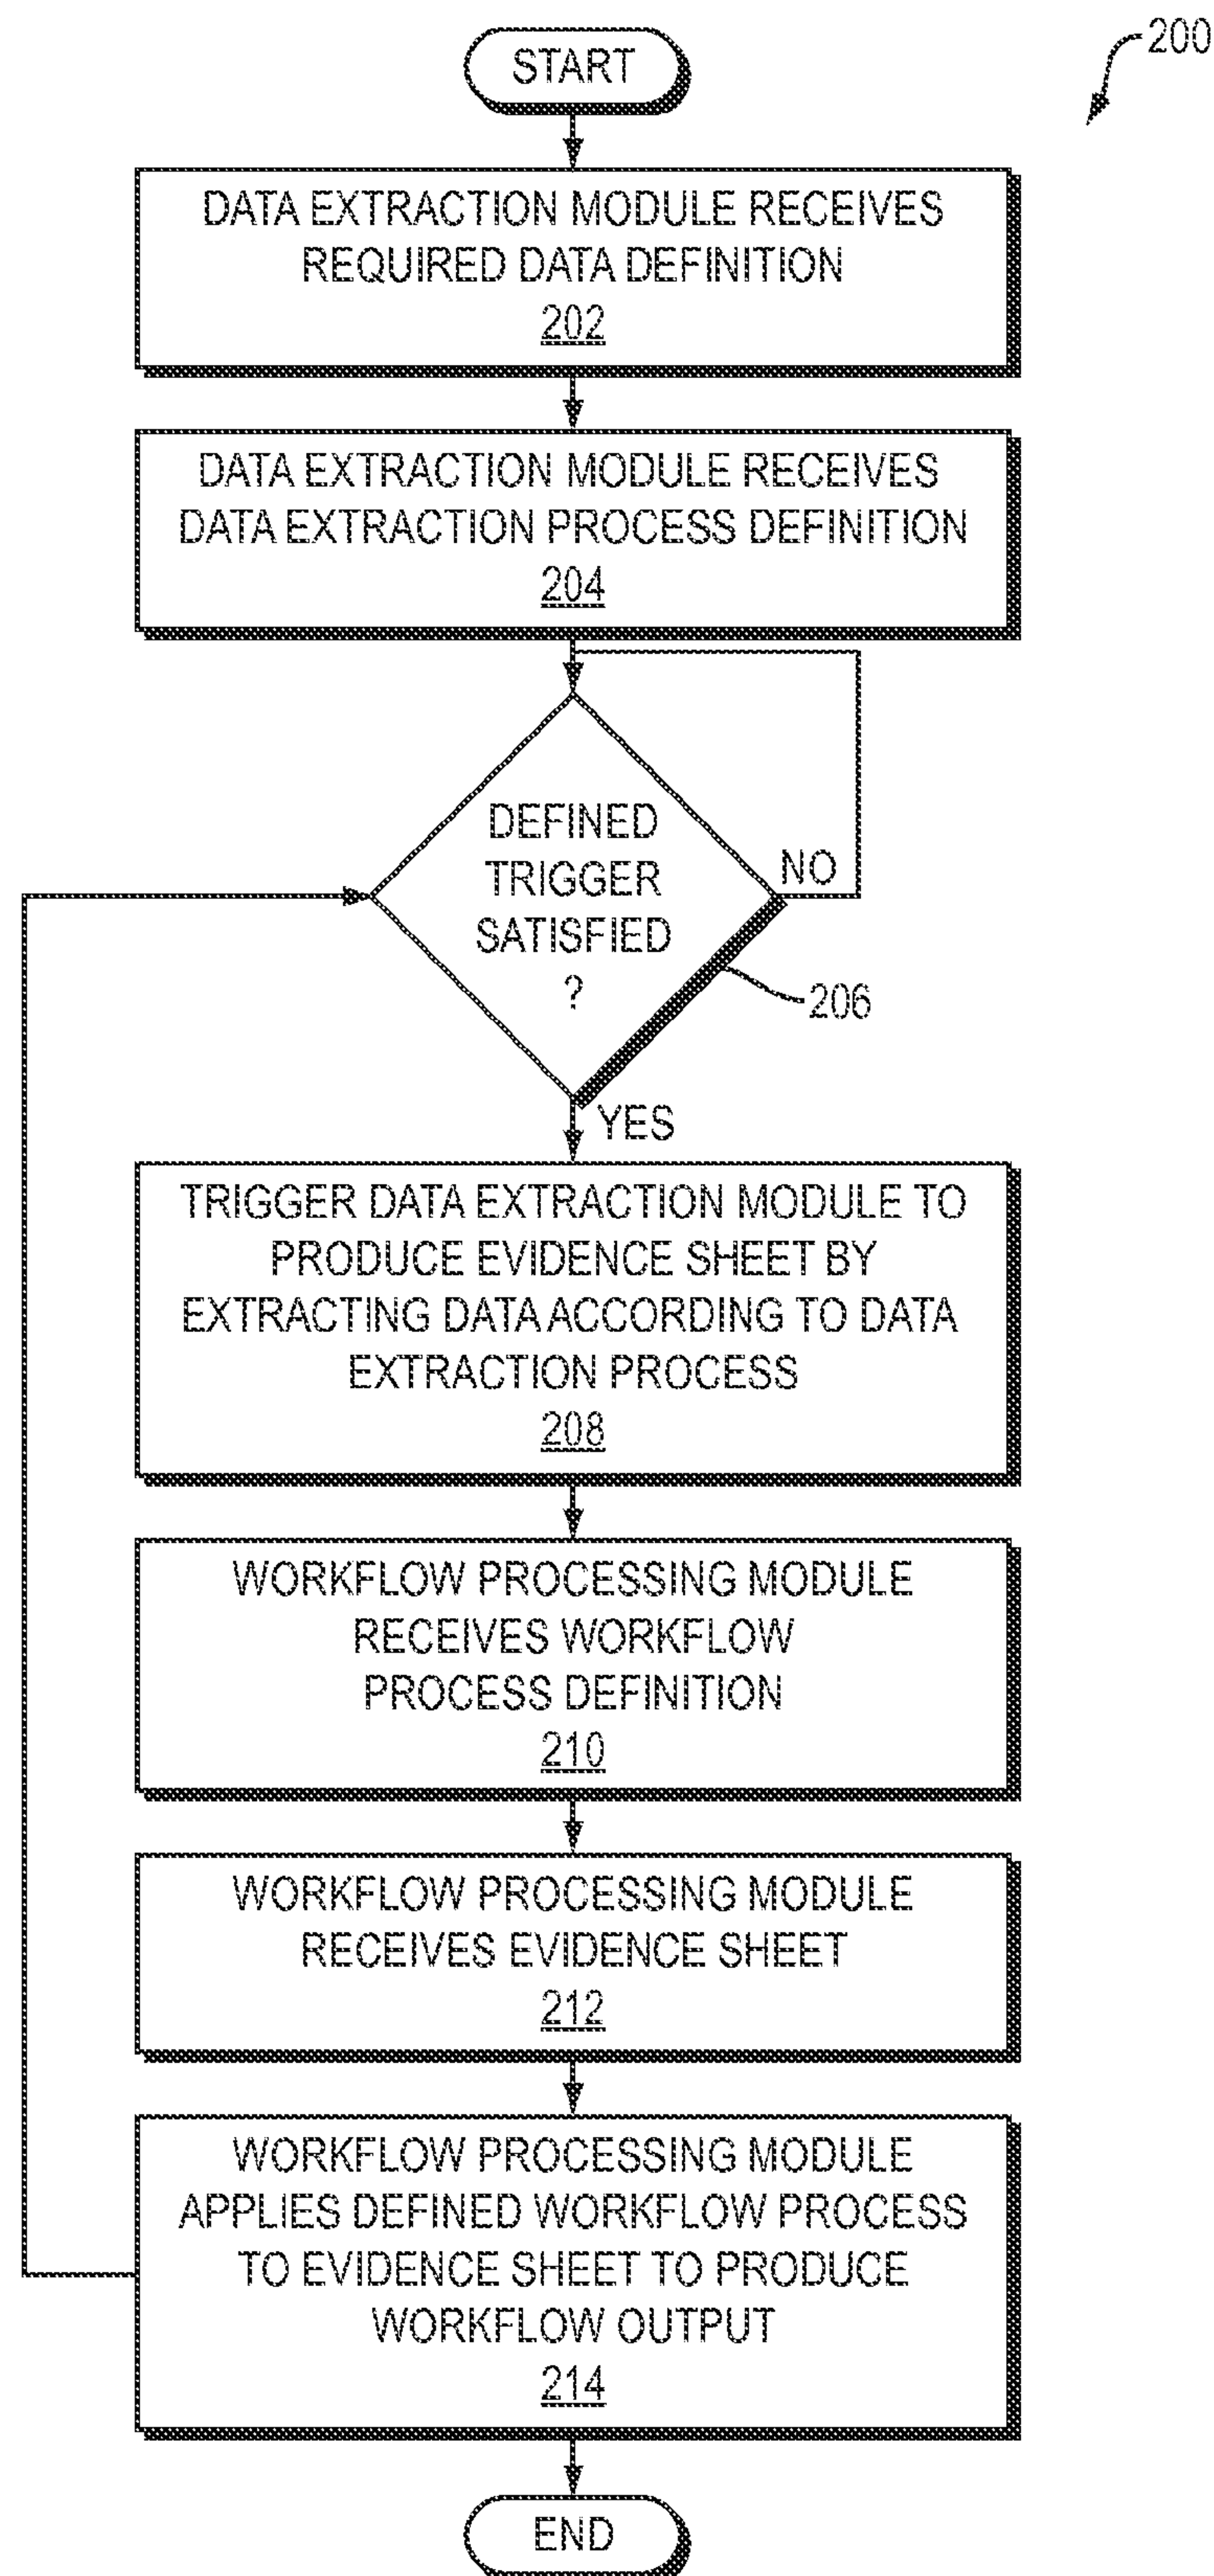 START
200
DATA EXTRACTION MODULE RECEIVES
REQUIRED DATA DEFINITION
202
DATA EXTRACTION MODULE RECEIVES
DATA EXTRACTION PROCESS DEFINITION
204
DEFINED
TRIGGER
SATISFIED
?
NO
206
YES
TRIGGER DATA EXTRACTION MODULE TO
PRODUCE EVIDENCE SHEET BY
EXTRACTING DATA ACCORDING TO DATA
EXTRACTION PROCESS
208
WORKFLOW PROCESSING MODULE
RECEIVES WORKFLOW
PROCESS DEFINITION
210
WORKFLOW PROCESSING MODULE
RECEIVES EVIDENCE SHEET
212
WORKFLOW PROCESSING MODULE
APPLIES DEFINED WORKFLOW PROCESS
TO EVIDENCE SHEET TO PRODUCE
WORKFLOW OUTPUT
214
END